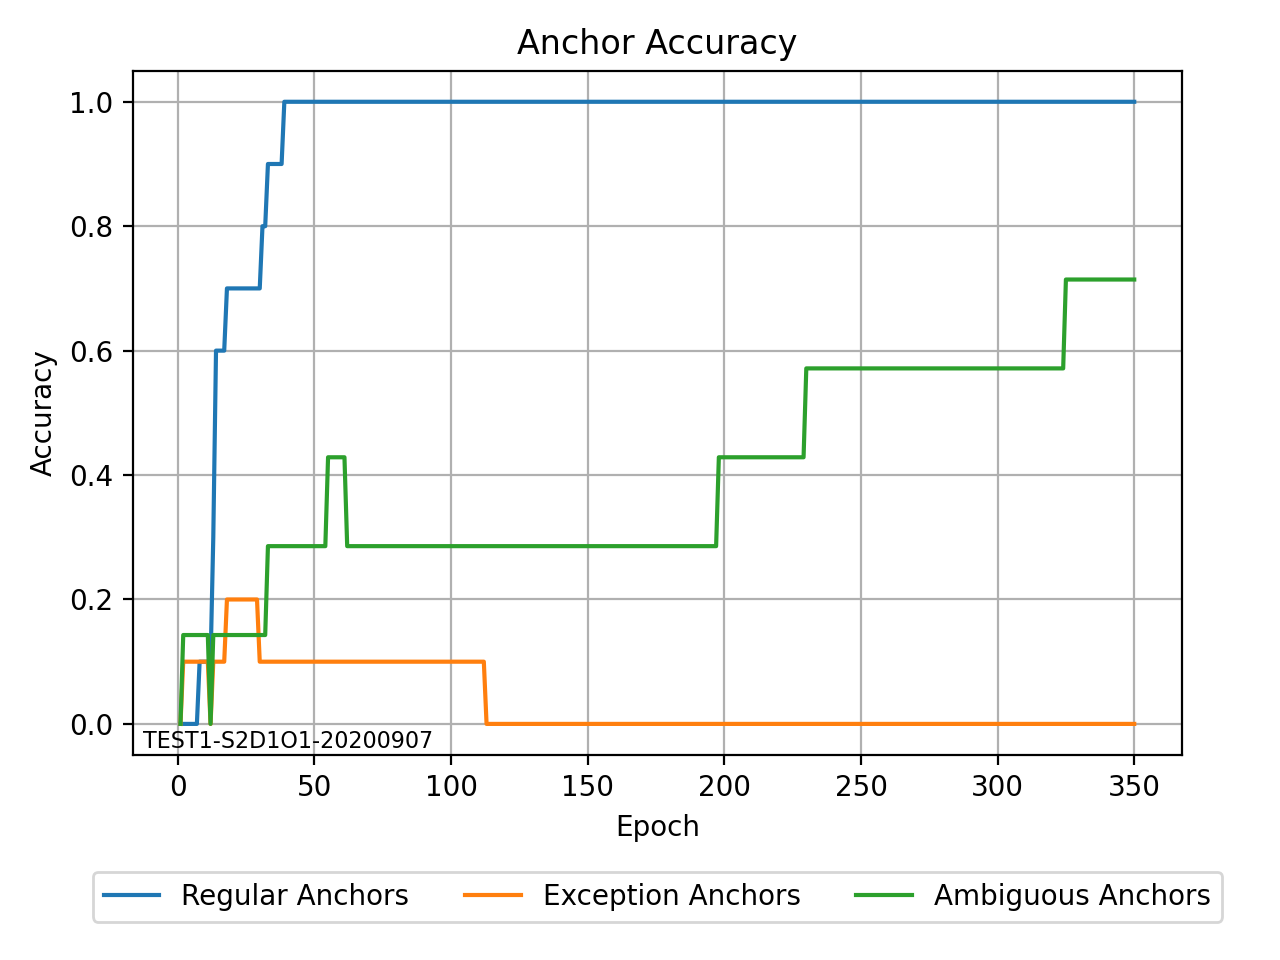 Anchor Accuracy
Accuracy
1.0
0.8
0.6
0.4
0.2
0.0
TEST1-S2D1O1-20200907
0 50 100 150 200 250 300 350
Epoch
Regular Anchors Exception Anchors Ambiguous Anchors